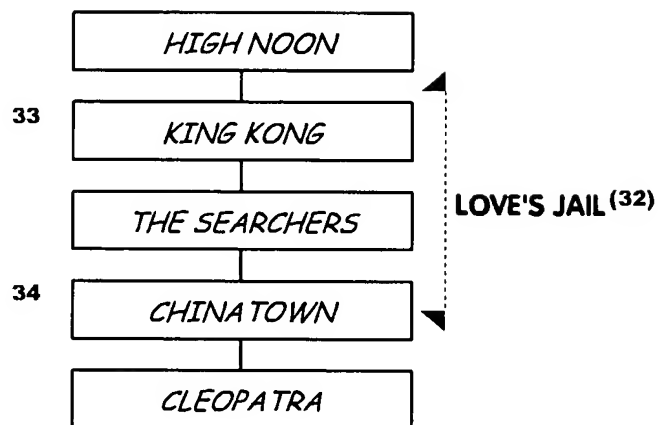 HIGH NOON
33
KING KONG
THE SEARCHERS
LOVE'S JAIL (32)
34
CHINATOWN
CLEOPATRA